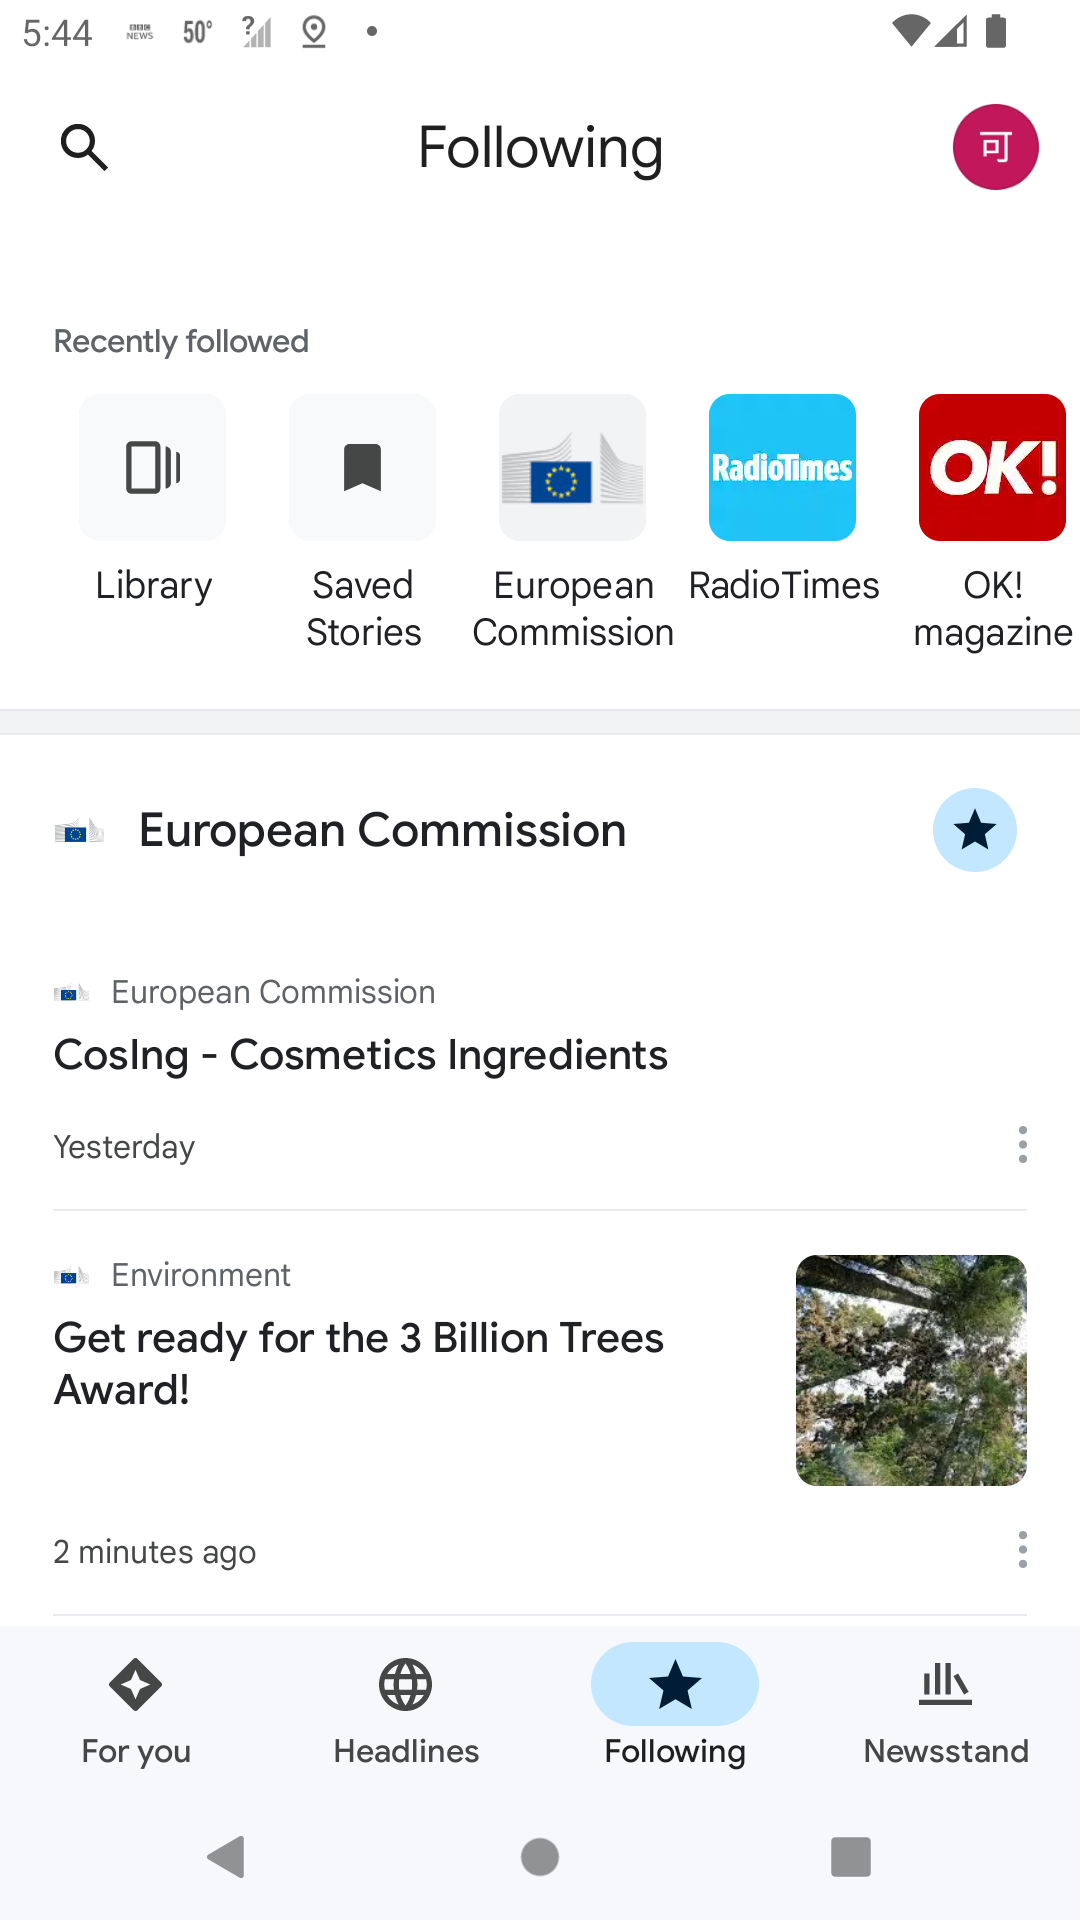 5:44
BBC
NEWS
50°
?
Following
可
Recently followed
RadioTimes
OK!
Library
Saved
Stories
European
Commission
RadioTimes
OK!
magazine
European Commission
European Commission
CosIng - Cosmetics Ingredients
Yesterday
Environment
Get ready for the 3 Billion Trees
Award!
2 minutes ago
For you
Headlines
Following
Newsstand